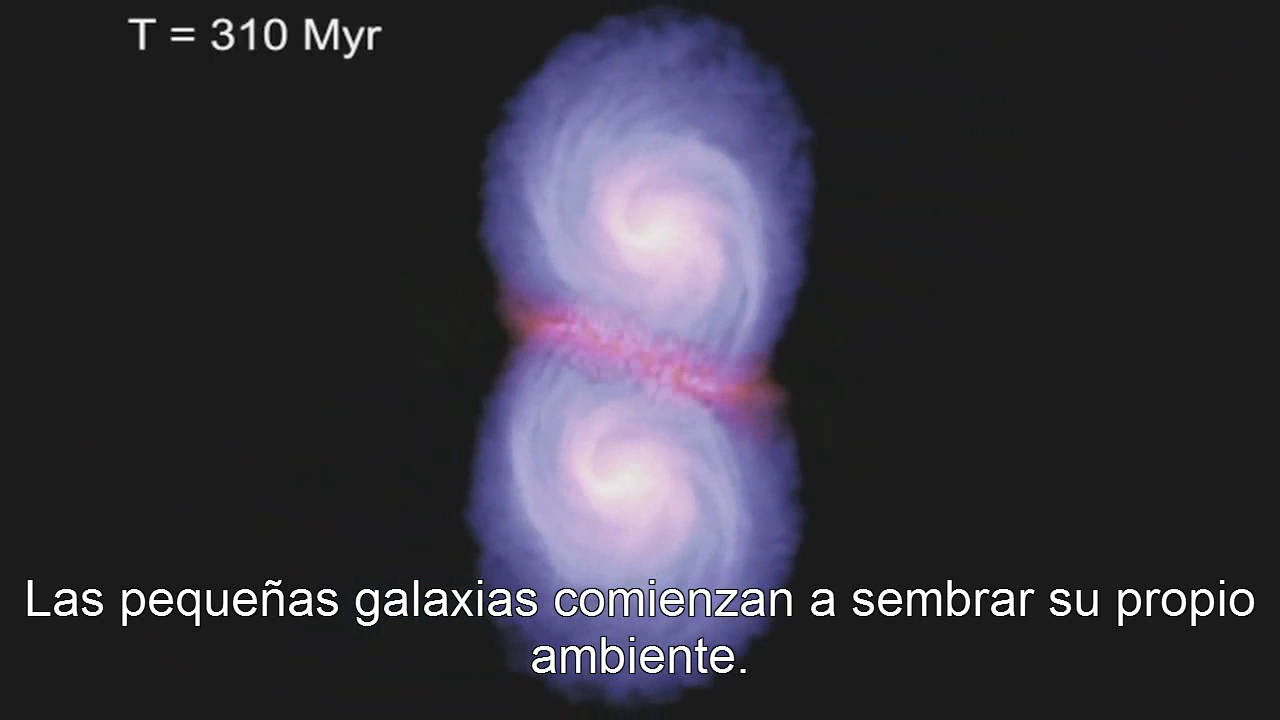 T = 310 Myr
Las pequeñas galaxias comienzan a sembrar su propio
ambiente.